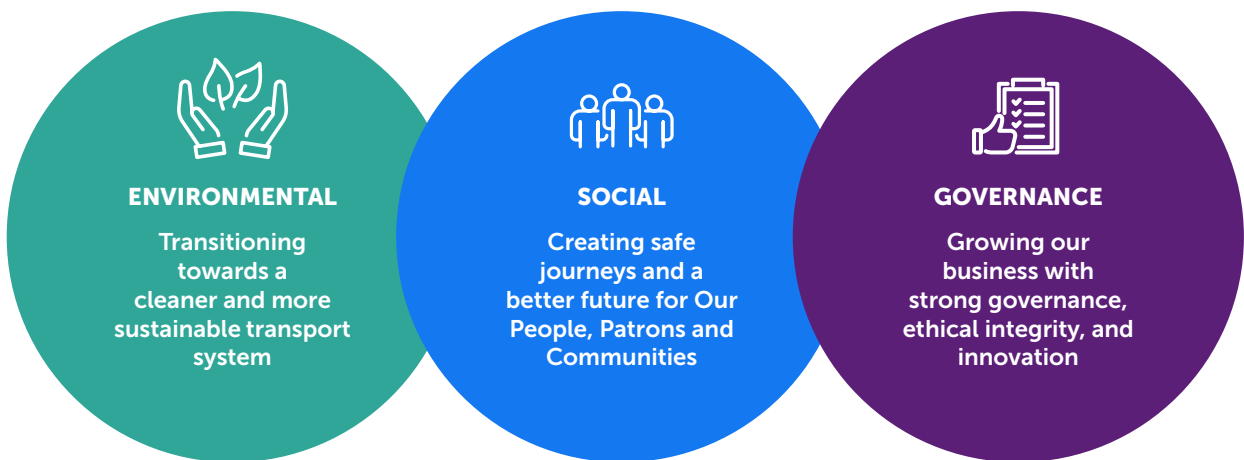 ENVIRONMENTAL
Transitioning
towards a
cleaner and more
sustainable transport
system
SOCIAL
Creating safe
journeys and a
better future for Our
People, Patrons and
Communities
GOVERNANCE
Growing our
business with
strong governance,
ethical integrity, and
innovation